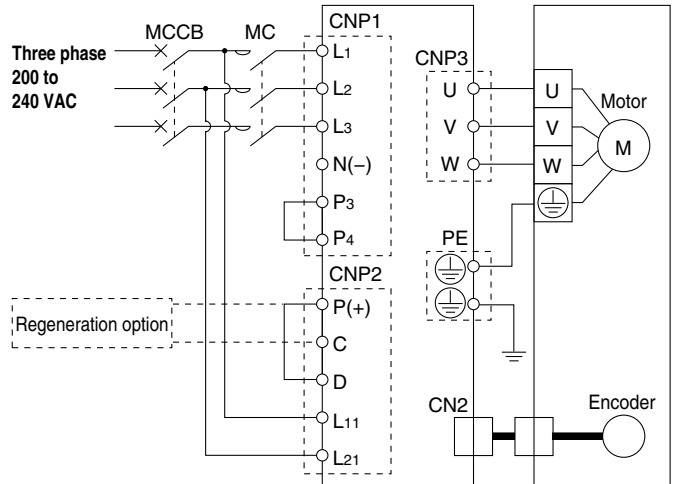 MCCB
MC
CNP1
Three phase
200 to
240 VAC
L1
L2
L3
N(−)
P3
P4
CNP3
U
V
W
U
V
W
Motor
M
PE
CNP2
P(+)
C
D
L11
L21
Regeneration option
CN2
Encoder